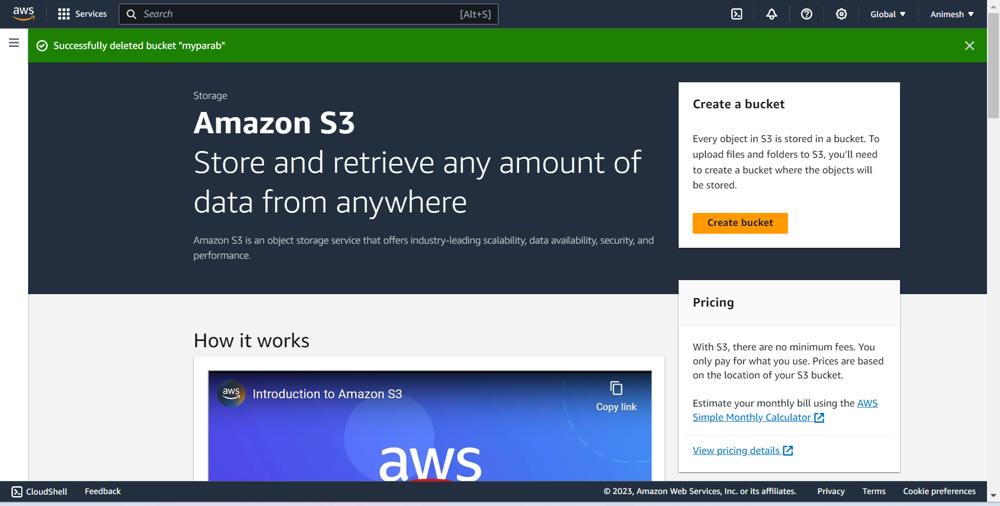 aws
Services
Search
[Alt+S]
Global
Animesh
Successfully deleted bucket "myparab"
Storage
Amazon S3
Store and retrieve any amount of
data from anywhere
Amazon S3 is an object storage service that offers industry-leading scalability, data availability, security, and
performance.
Create a bucket
Every object in S3 is stored in a bucket. To
upload files and folders to S3, you’ll need
to create a bucket where the objects will
be stored.
Create bucket
Pricing
With S3, there are no minimum fees. You
only pay for what you use. Prices are based
on the location of your S3 bucket.
Estimate your monthly bill using the AWS
Simple Monthly Calculator
View pricing details
How it works
aws
Introduction to Amazon S3
Copy link
aws
CloudShell
Feedback
© 2023, Amazon Web Services, Inc. or its affiliates.
Privacy
Terms
Cookie preferences